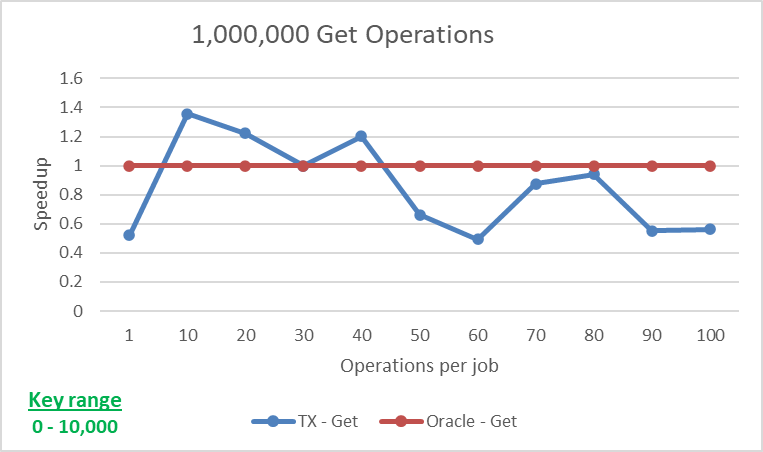 1,000,000 Get Operations
1.6
1.4
1.2
1
0.8
0.6
0.4
0.2
0
Speedup
1 10 20 30 40 50 60 70 80 90 100
Operations per job
Key range
0 - 10,000
TX - Get Oracle - Get